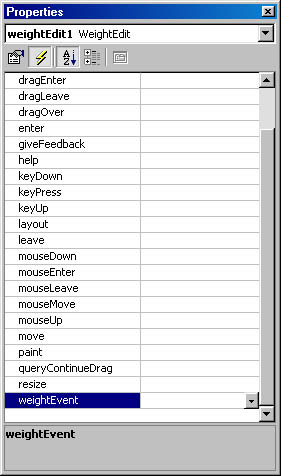 Properties
weightEdit1 WeightEdit
A
Z
dragEnter
dragLeave
dragOver
enter
giveFeedback
help
keyDown
keyPress
keyUp
layout
leave
mouseDown
mouseEnter
mouseLeave
mouseMove
mouseUp
move
paint
queryContinueDrag
resize
weightEvent
weightEvent